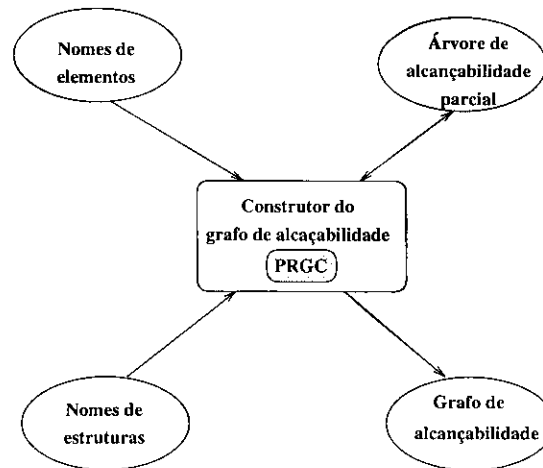 Nomes de
elementos
Árvore de
alcançabilidade
parcial
Construtor do
grafo de alcaçabilidade
PRGC
Nomes de
estruturas
Grafo de
alcançabilidade